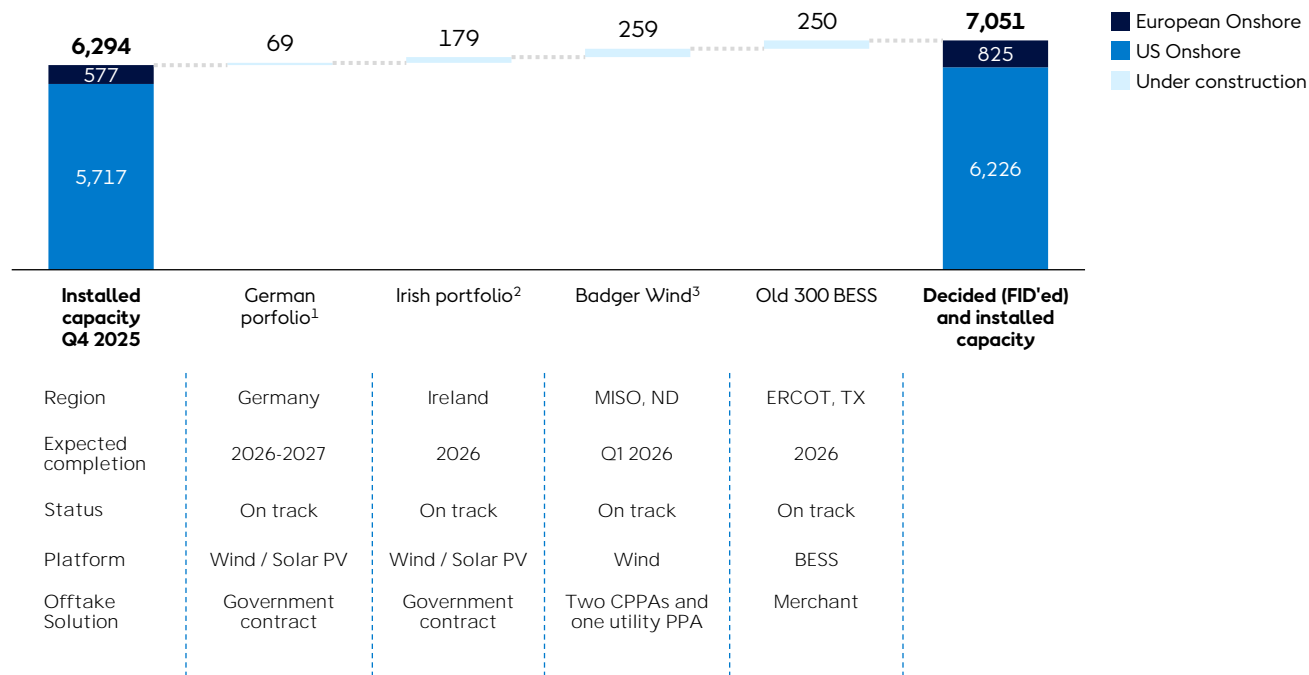 6,294
69
179
259
250
7,051
European Onshore
US Onshore
Under construction
577
5,717
825
6,226
Installed
capacity
Q4 2025
German
porfolio1
Irish portfolio2
Badger Wind3
Old 300 BESS
Decided (FID'ed)
and installed
capacity
Region
Germany
Ireland
MISO, ND
ERCOT, TX
Expected
completion
2026-2027
2026
Q1 2026
2026
Status
On track
On track
On track
On track
Platform
Wind / Solar PV
Wind / Solar PV
Wind
BESS
Offtake
Solution
Government
contract
Government
contract
Two CPPAs and
one utility PPA
Merchant